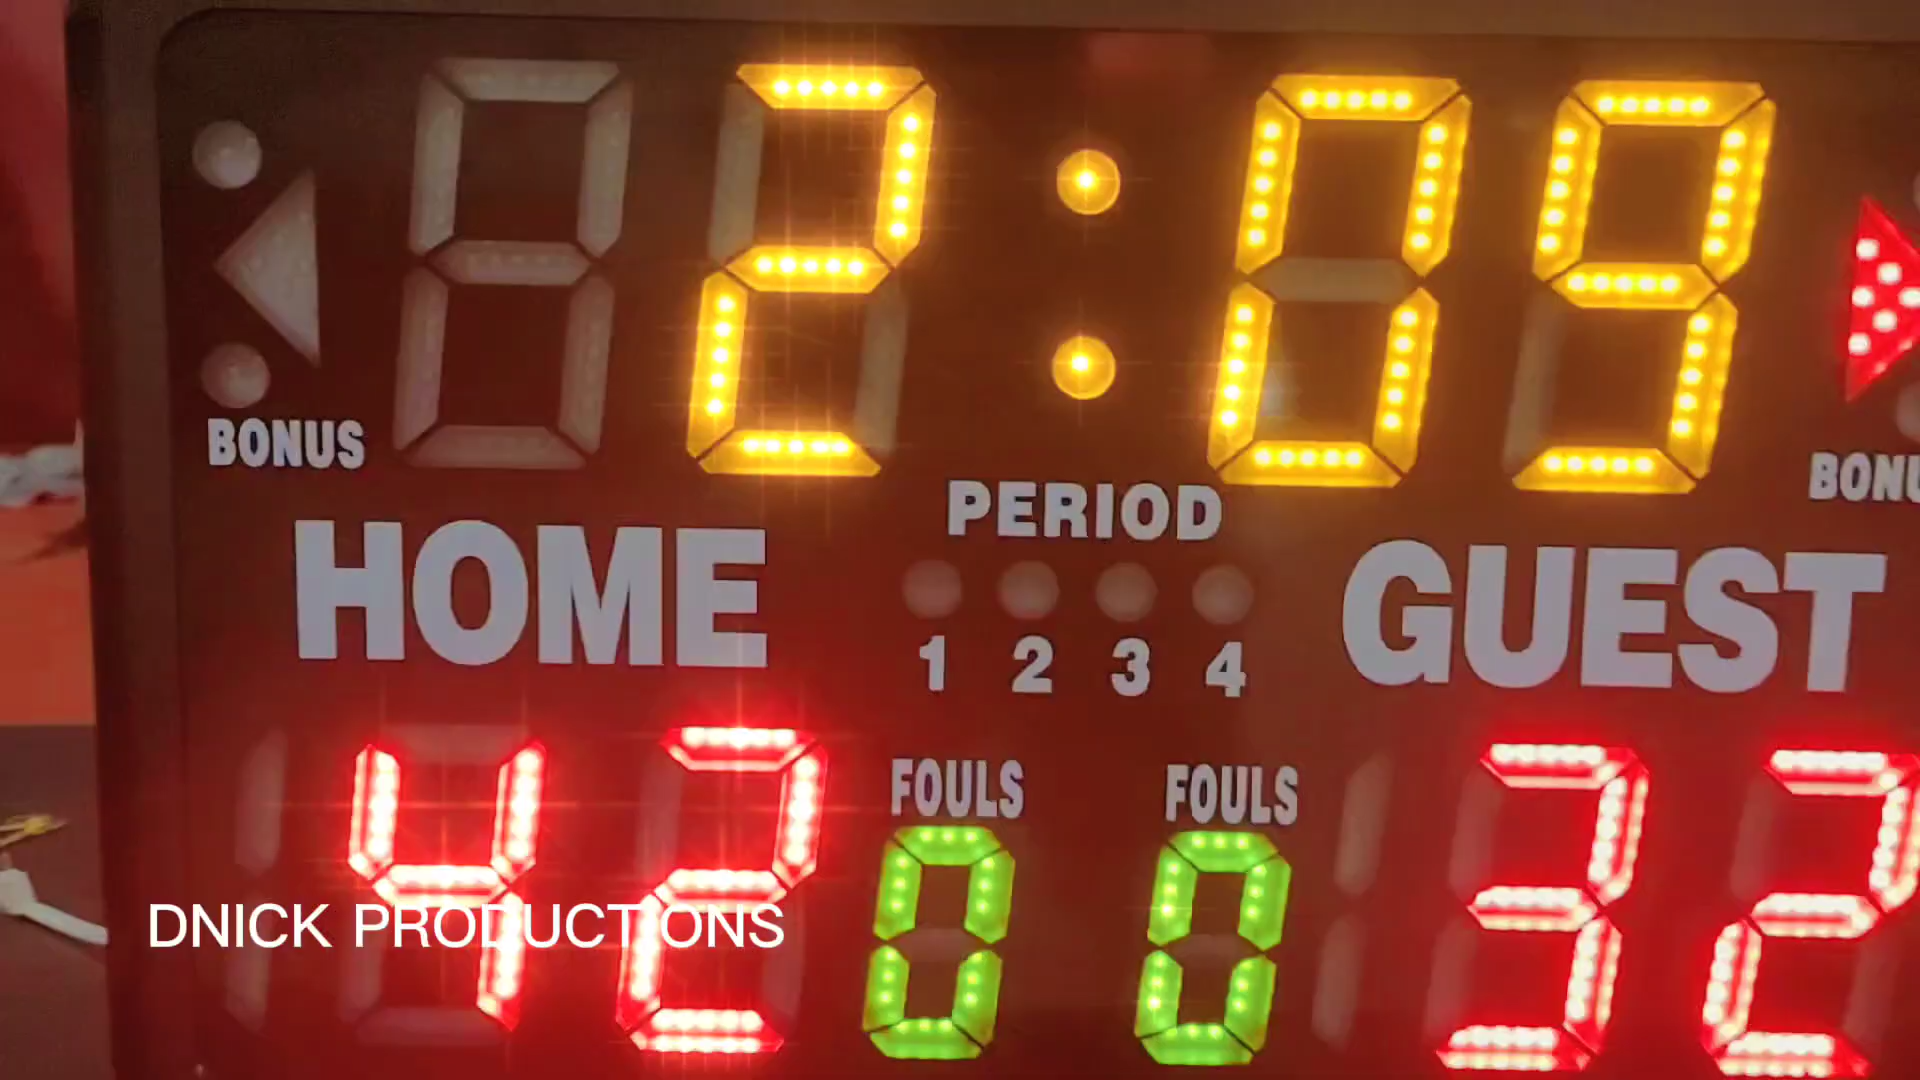 2:09
BONUS
BONU
PERIOD
HOME
GUEST
1 2 3 4
FOULS
FOULS
42
0
0
32
DNICK PRODUCTIONS